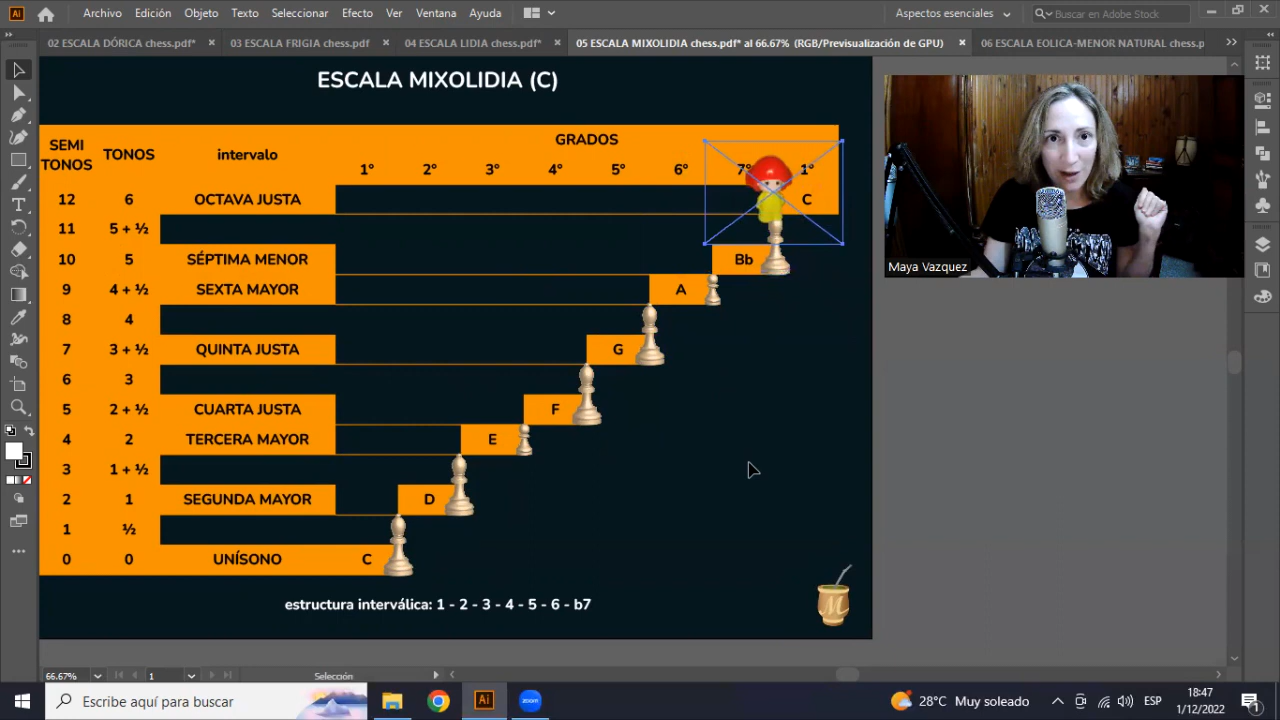 Archivo Edición Objeto Texto Seleccionar Efecto Ver Ventana Ayuda Aspectos esenciales Buscar en Adobe Stock
02 ESCALA DÓRICA chess.pdf* × 03 ESCALA FRIGIA chess.pdf × 04 ESCALA LIDIA chess.pdf* × 05 ESCALA MIXOLIDIA chess.pdf* al 66.67% (RGB/Previsualización de GPU) × 06 ESCALA EOLICA-MENOR NATURAL chess.p
ESCALA MIXOLIDIA (C)
SEMI TONOS TONOS intervalo GRADOS
1° 2° 3° 4° 5° 6° 7° 1°
12 6 OCTAVA JUSTA C
11 5 + ½
10 5 SÉPTIMA MENOR Bb
9 4 + ½ SEXTA MAYOR A
8 4
7 3 + ½ QUINTA JUSTA G
6 3
5 2 + ½ CUARTA JUSTA F
4 2 TERCERA MAYOR E
3 1 + ½
2 1 SEGUNDA MAYOR D
1 ½
0 0 UNÍSONO C
estructura interválica: 1 - 2 - 3 - 4 - 5 - 6 - b7
M
Maya Vazquez
66.67% 1 Selección
Escribe aquí para buscar Ai zoom 28°C Muy soleado ESP 18:47
1/12/2022